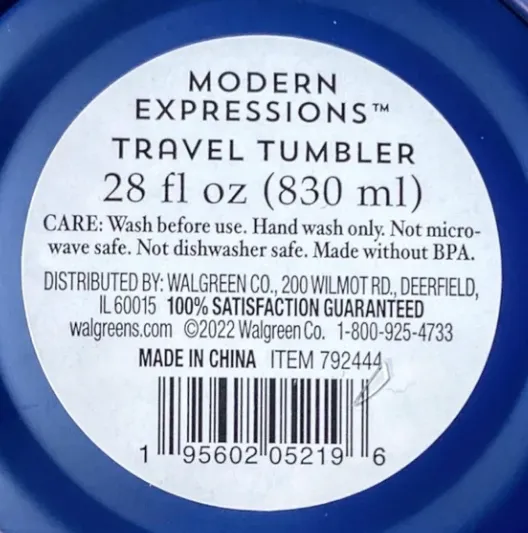 MODERN
EXPRESSIONS™
TRAVEL TUMBLER
28 fl oz (830 ml)
CARE: Wash before use. Hand wash only. Not micro-
wave safe. Not dishwasher safe. Made without BPA.
DISTRIBUTED BY: WALGREEN CO., 200 WILMOT RD., DEERFIELD,
IL 60015 100% SATISFACTION GUARANTEED
walgreens.com ©2022 Walgreen Co. 1-800-925-4733
MADE IN CHINA ITEM 792444
1 95602 05219 6